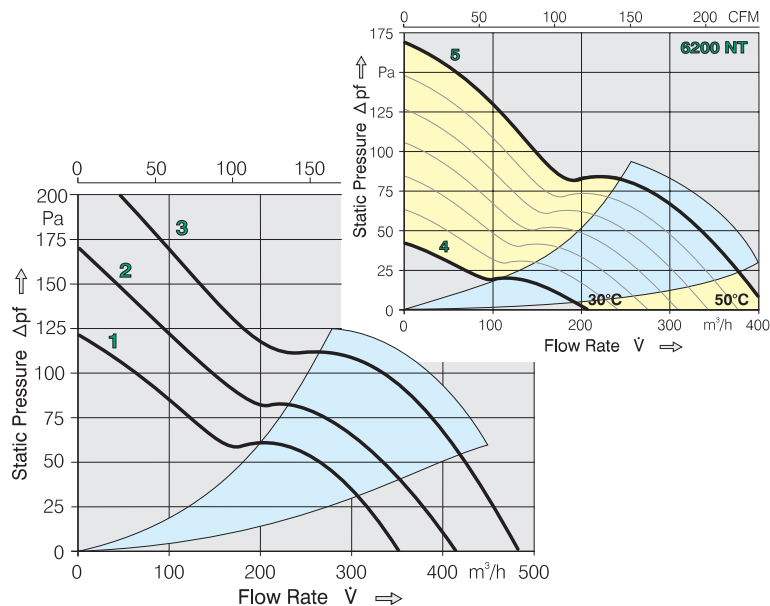 0 50 100 150 200 CFM
175
Pa
125
100
75
50
25
0
5
6200 NT
4
30°C
50°C
0 100 200 300 m³/h 400
Static Pressure Δpf
Flow Rate V̇
0 50 100 150
200
Pa
175
150
125
100
75
50
25
0
3
2
1
0 100 200 300 400 m³/h 500
Static Pressure Δpf
Flow Rate V̇